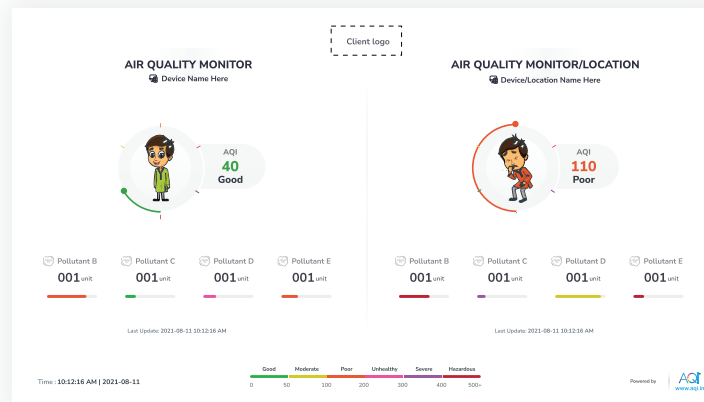 Client logo
AIR QUALITY MONITOR
Device Name Here
AQI
40
Good
Pollutant B
001 unit
Pollutant C
001 unit
Pollutant D
001 unit
Pollutant E
001 unit
Last Update: 2021-08-11 10:12:16 AM
AIR QUALITY MONITOR/LOCATION
Device/Location Name Here
AQI
110
Poor
Pollutant B
001 unit
Pollutant C
001 unit
Pollutant D
001 unit
Pollutant E
001 unit
Last Update: 2021-08-11 10:12:16 AM
Time : 10:12:16 AM | 2021-08-11
Good Moderate Poor Unhealthy Severe Hazardous
0 50 100 200 300 400 500+
Powered by
AQI
www.aqi.in